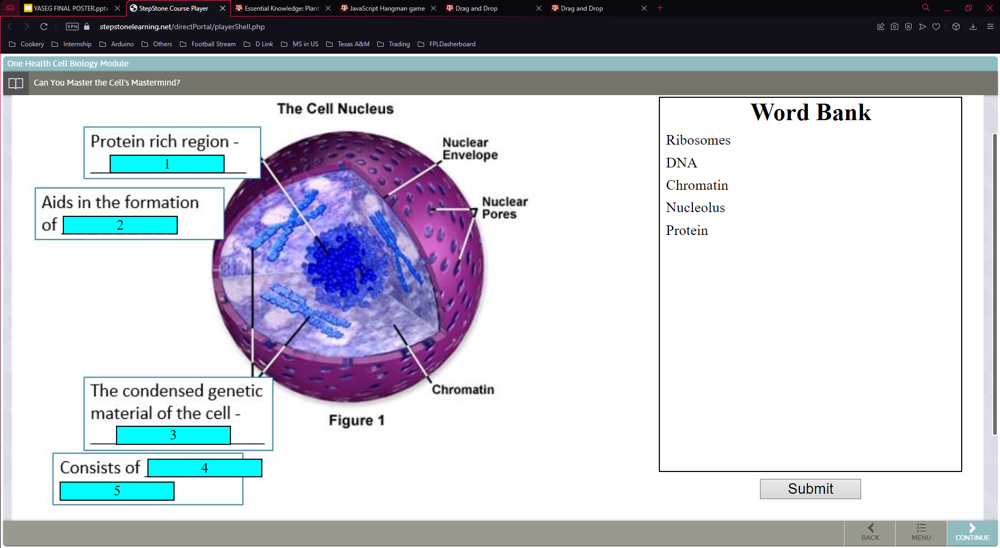 YASEG FINAL POSTER.pptx
StepStone Course Player
Essential Knowledge: Plant
JavaScript Hangman game
Drag and Drop
Drag and Drop
VPN
stepstonelearning.net/directPortal/playerShell.php
Cookery
Internship
Arduino
Others
Football Stream
D Link
MS in US
Texas A&M
Trading
FPLDasherboard
One Health Cell Biology Module
Can You Master the Cell's Mastermind?
The Cell Nucleus
Protein rich region -
1
Aids in the formation
of 2
Nuclear
Envelope
Nuclear
Pores
The condensed genetic
material of the cell -
3
Consists of 4
5
Chromatin
Figure 1
Word Bank
Ribosomes
DNA
Chromatin
Nucleolus
Protein
Submit
BACK
MENU
CONTINUE